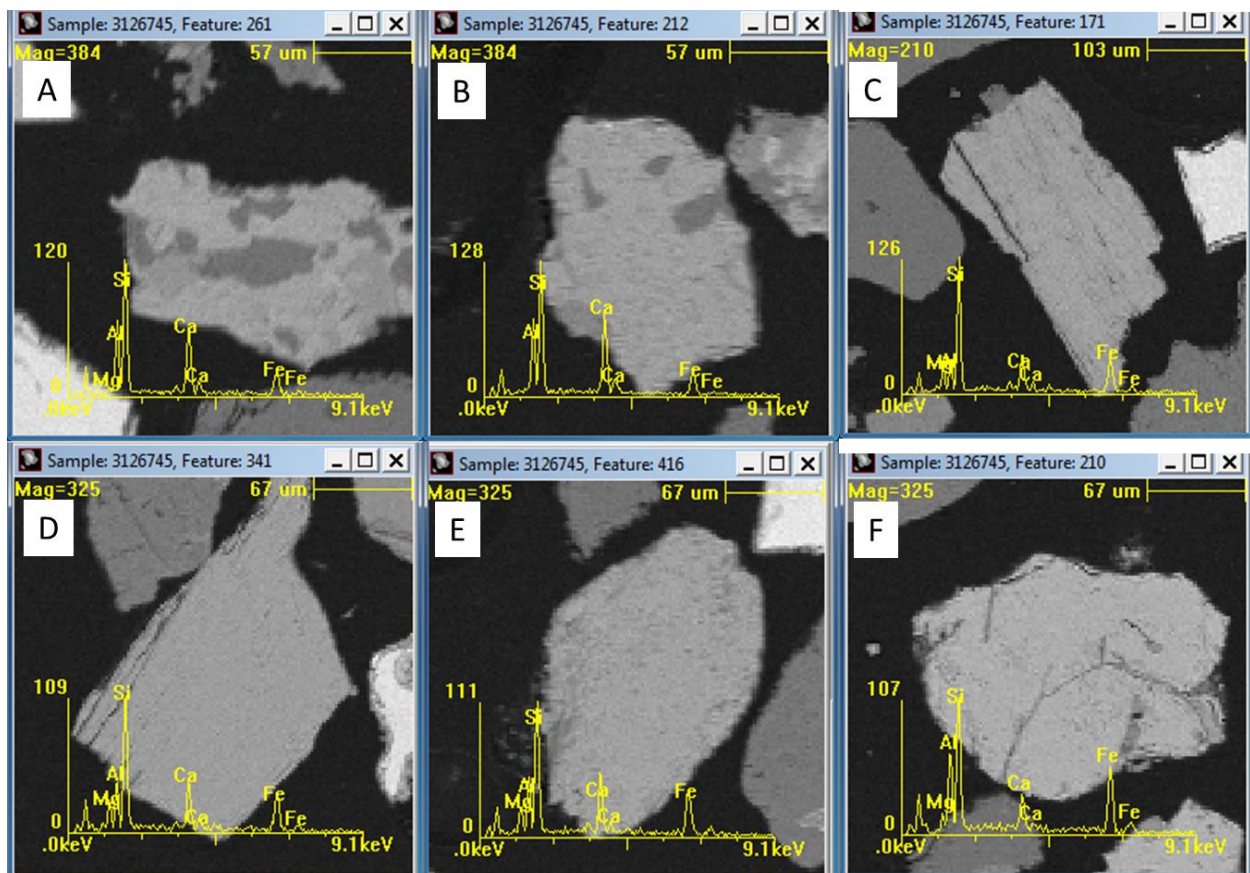 Sample: 3126745, Feature: 261
Mag=384
57 um
A
120
Si
Al
Mg
Ca
Ca
Fe
Fe
0
.0keV
9.1keV
Sample: 3126745, Feature: 212
Mag=384
57 um
B
128
Si
Al
Ca
Ca
Fe
Fe
0
.0keV
9.1keV
Sample: 3126745, Feature: 171
Mag=210
103 um
C
126
Si
Mg
Al
Ca
Ca
Fe
Fe
0
.0keV
9.1keV
Sample: 3126745, Feature: 341
Mag=325
67 um
D
109
Si
Al
Mg
Ca
Ca
Fe
Fe
0
.0keV
9.1keV
Sample: 3126745, Feature: 416
Mag=325
67 um
E
111
Si
Al
Mg
Ca
Ca
Fe
0
.0keV
9.1keV
Sample: 3126745, Feature: 210
Mag=325
67 um
F
107
Si
Al
Mg
Ca
Ca
Fe
Fe
0
.0keV
9.1keV